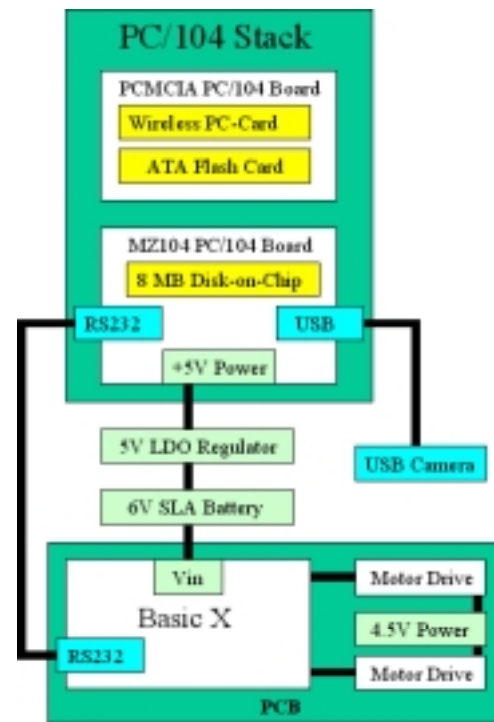 PC/104 Stack
PCMCIA PC/104 Board
Wireless PC-Card
ATA Flash Card
MZ104 PC/104 Board
8 MB Disk-on-Chip
RS232
USB
+5V Power
5V LDO Regulator
USB Camera
6V SLA Battery
Vin
Motor Drive
Basic X
4.5V Power
RS232
Motor Drive
PCB